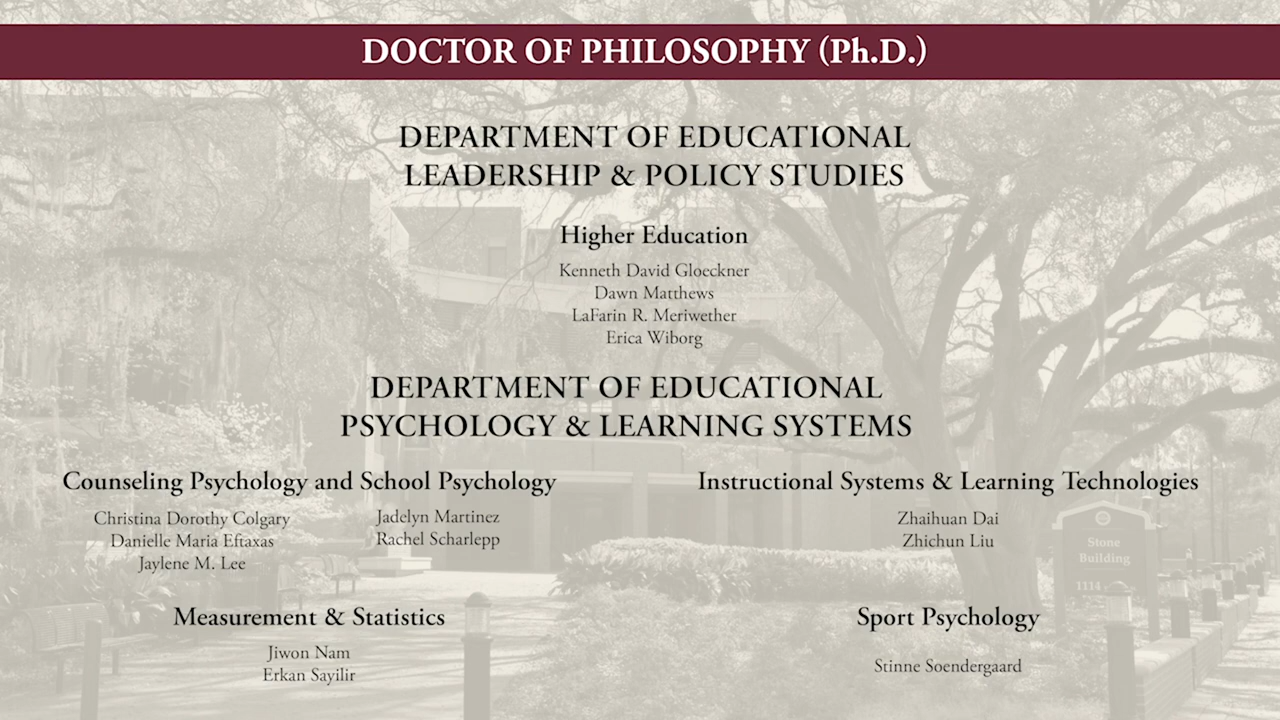 DOCTOR OF PHILOSOPHY (Ph.D.)
DEPARTMENT OF EDUCATIONAL
LEADERSHIP & POLICY STUDIES
Higher Education
Kenneth David Gloeckner
Dawn Matthews
LaFarin R. Meriwether
Erica Wiborg
DEPARTMENT OF EDUCATIONAL
PSYCHOLOGY & LEARNING SYSTEMS
Counseling Psychology and School Psychology
Christina Dorothy Colgary
Danielle Maria Eftaxas
Jaylene M. Lee
Jadelyn Martinez
Rachel Scharlepp
Instructional Systems & Learning Technologies
Zhaihuan Dai
Zhichun Liu
Stone
Building
1114
Measurement & Statistics
Jiwon Nam
Erkan Sayilir
Sport Psychology
Stinne Soendergaard